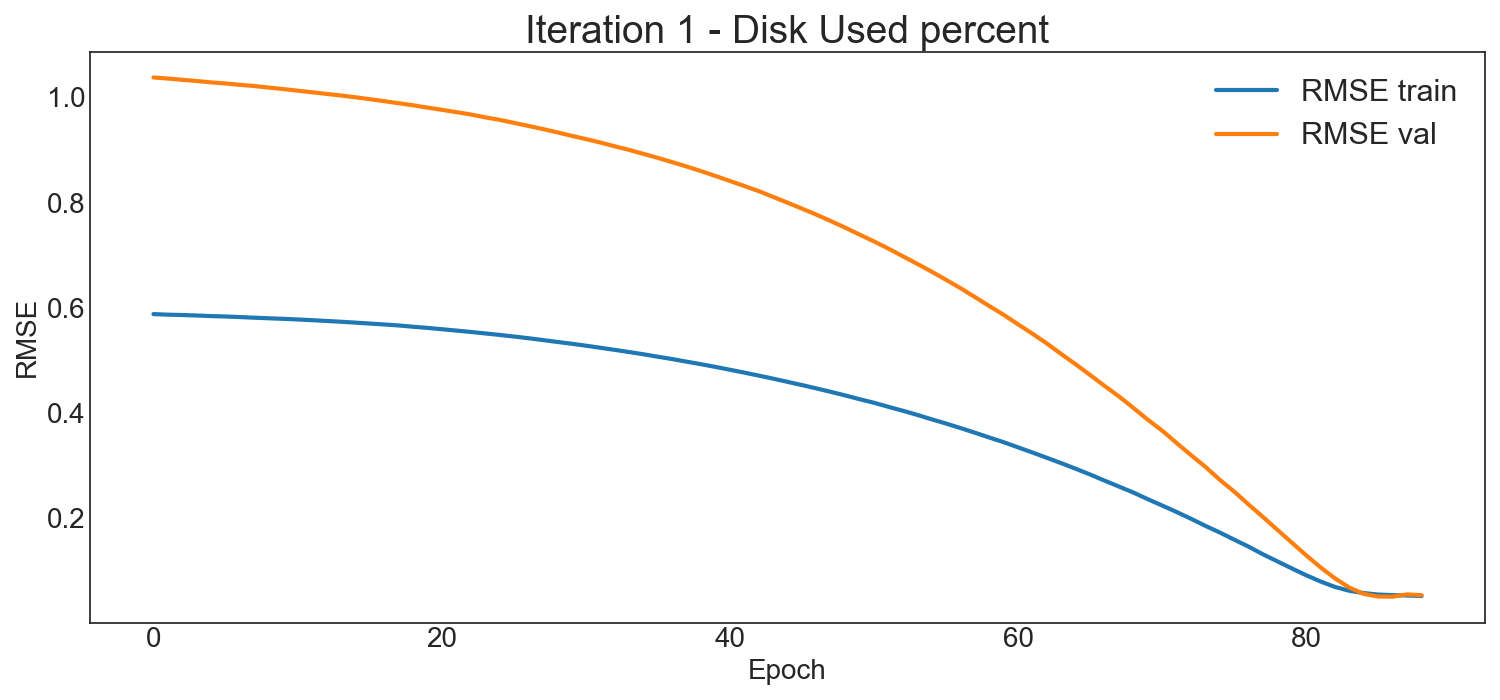 Iteration 1 - Disk Used percent
RMSE train
RMSE val
1.0
0.8
0.6
0.4
0.2
RMSE
0 20 40 60 80
Epoch